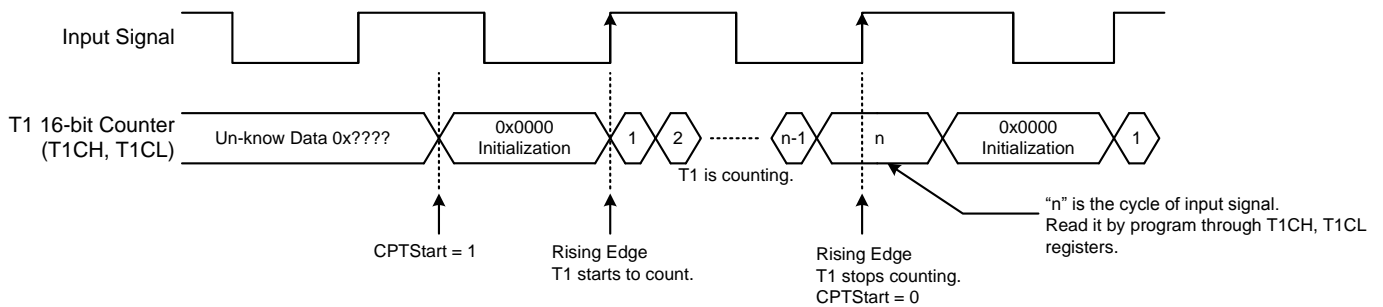 Input Signal
T1 16-bit Counter
(T1CH, T1CL)
Un-know Data 0x????
0x0000
Initialization
1
2
n-1
n
0x0000
Initialization
1
T1 is counting.
"n" is the cycle of input signal.
Read it by program through T1CH, T1CL
registers.
CPTStart = 1
Rising Edge
T1 starts to count.
Rising Edge
T1 stops counting.
CPTStart = 0